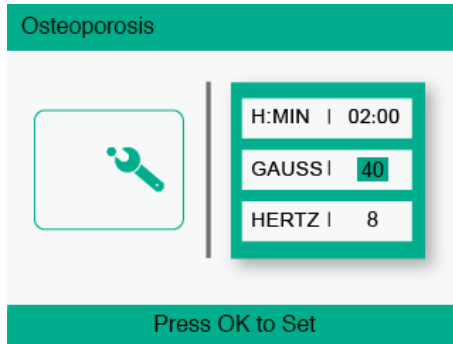 Osteoporosis
H:MIN | 02:00
GAUSS | 40
HERTZ | 8
Press OK to Set